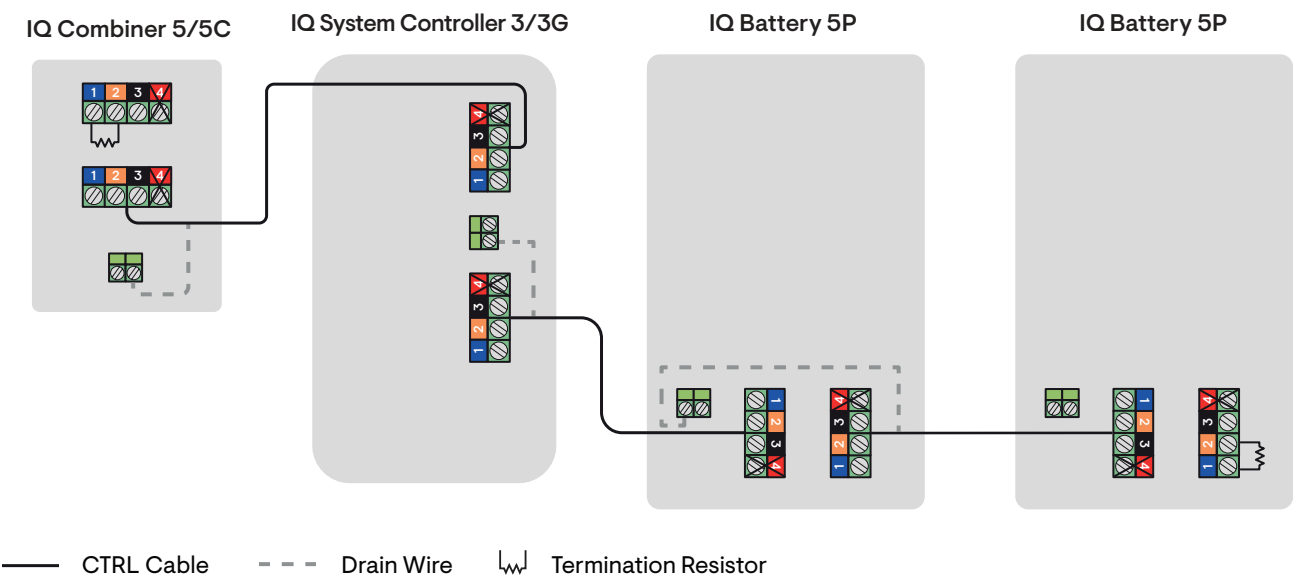 IQ Combiner 5/5C
IQ System Controller 3/3G
IQ Battery 5P
IQ Battery 5P
1 2 3 4
1 2 3 4
4
3
2
1
4
3
2
1
1
2
3
4
4
3
2
1
1
2
3
4
4
3
2
1
CTRL Cable
Drain Wire
Termination Resistor